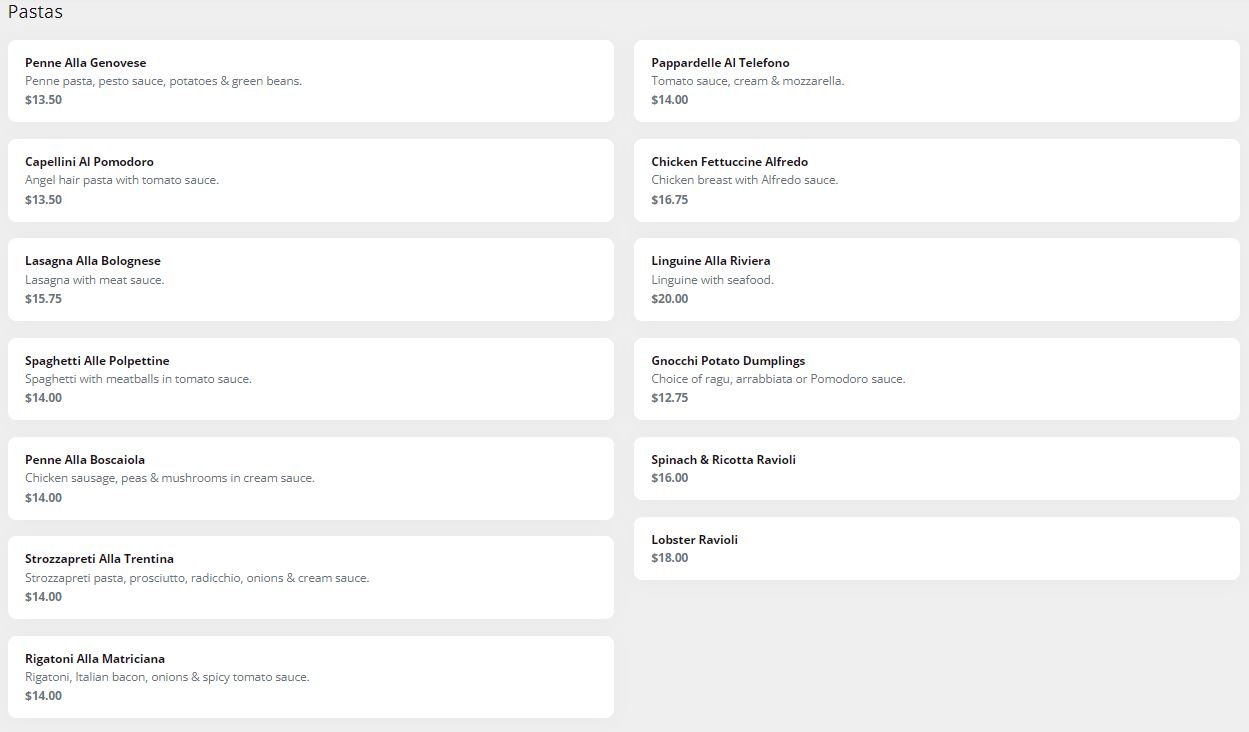 Pastas
Penne Alla Genovese
Penne pasta, pesto sauce, potatoes & green beans.
$13.50
Capellini Al Pomodoro
Angel hair pasta with tomato sauce.
$13.50
Lasagna Alla Bolognese
Lasagna with meat sauce.
$15.75
Spaghetti Alle Polpettine
Spaghetti with meatballs in tomato sauce.
$14.00
Penne Alla Boscaiola
Chicken sausage, peas & mushrooms in cream sauce.
$14.00
Strozzapreti Alla Trentina
Strozzapreti pasta, prosciutto, radicchio, onions & cream sauce.
$14.00
Rigatoni Alla Matriciana
Rigatoni, Italian bacon, onions & spicy tomato sauce.
$14.00
Pappardelle Al Telefono
Tomato sauce, cream & mozzarella.
$14.00
Chicken Fettuccine Alfredo
Chicken breast with Alfredo sauce.
$16.75
Linguine Alla Riviera
Linguine with seafood.
$20.00
Gnocchi Potato Dumplings
Choice of ragu, arrabbiata or Pomodoro sauce.
$12.75
Spinach & Ricotta Ravioli
$16.00
Lobster Ravioli
$18.00